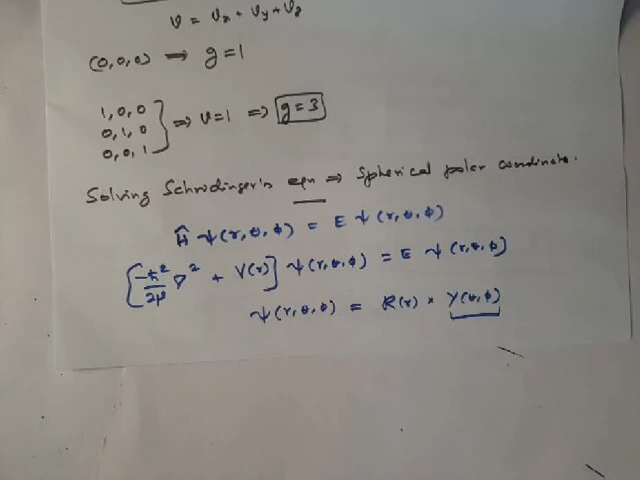 v = vx + vy + vz
(0,0,0) → g=1
1,0,0
0,1,0 } ⇒ v=1 ⇒ g=3
0,0,1
Solving Schrodinger's eqn ⇒ Spherical polar coordinate.
Ĥ ψ(r,θ,φ) = E ψ(r,θ,φ)
[-ħ²/2μ ∇² + V(r)] ψ(r,θ,φ) = E ψ(r,θ,φ)
ψ(r,θ,φ) = R(r) × Y(θ,φ)